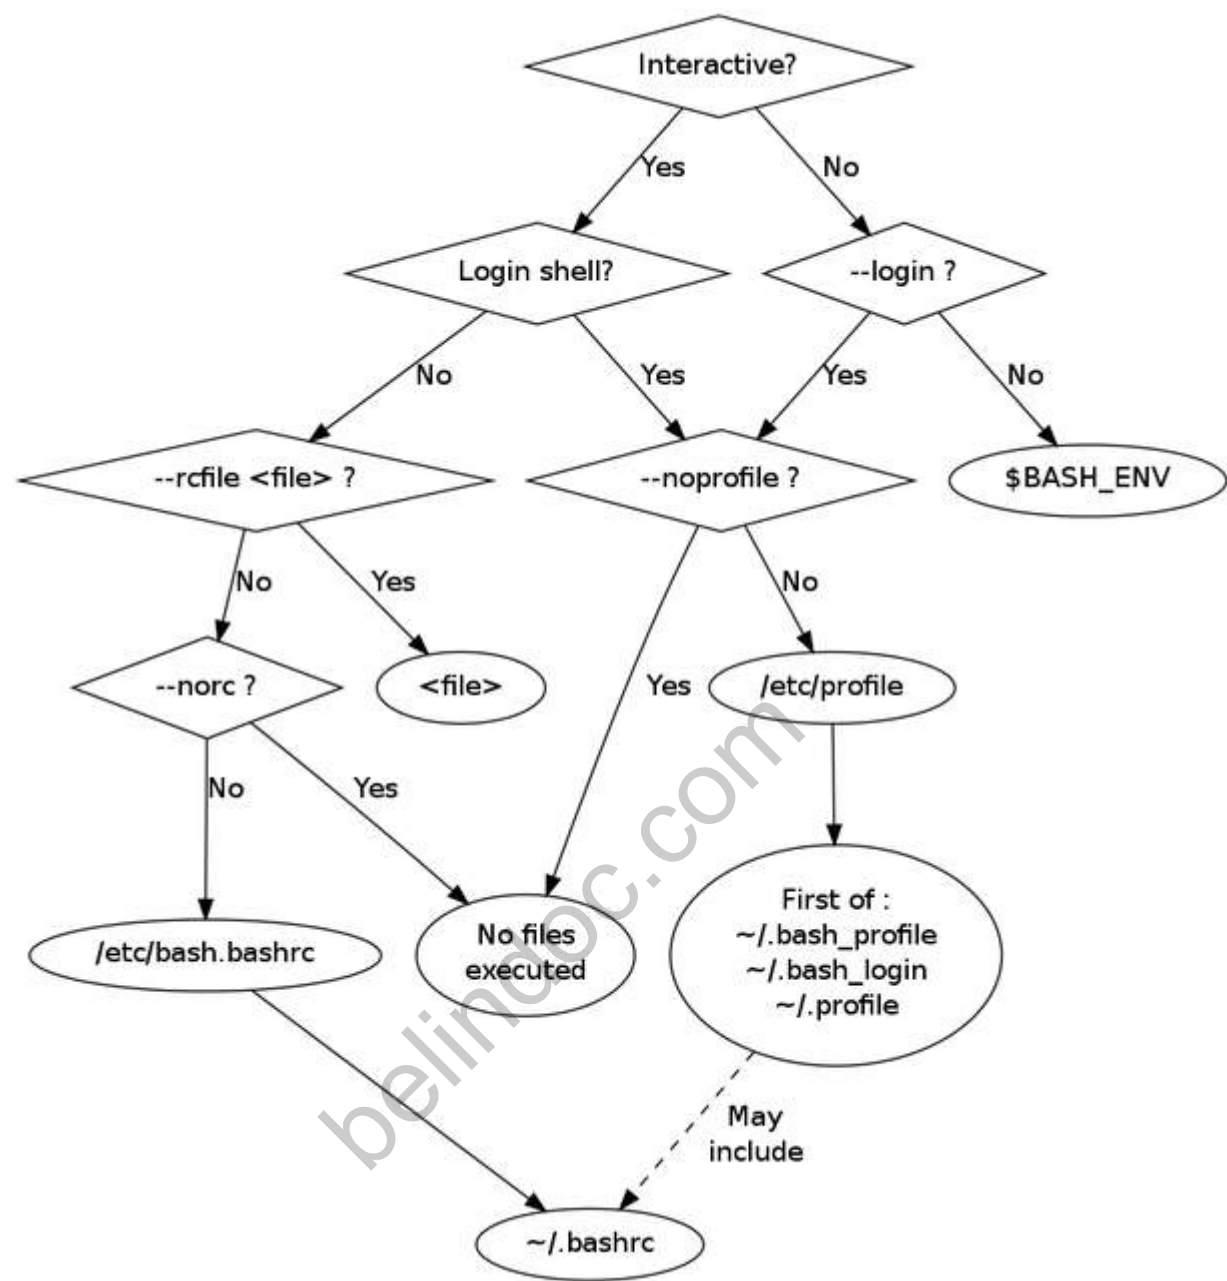 Interactive?
Yes
No
Login shell?
--login ?
No
Yes
Yes
No
--rcfile <file> ?
--noprofile ?
$BASH_ENV
No
Yes
No
--norc ?
<file>
Yes
/etc/profile
No
Yes
/etc/bash.bashrc
No files
executed
First of :
~/.bash_profile
~/.bash_login
~/.profile
May
include
~/.bashrc
belindoc.com